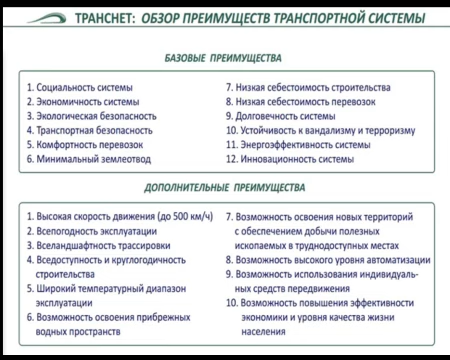 ТРАНСНЕТ: ОБЗОР ПРЕИМУЩЕСТВ ТРАНСПОРТНОЙ СИСТЕМЫ
БАЗОВЫЕ ПРЕИМУЩЕСТВА
1. Социальность системы
2. Экономичность системы
3. Экологическая безопасность
4. Транспортная безопасность
5. Комфортность перевозок
6. Минимальный землеотвод
7. Низкая себестоимость строительства
8. Низкая себестоимость перевозок
9. Долговечность системы
10. Устойчивость к вандализму и терроризму
11. Энергоэффективность системы
12. Инновационность системы
ДОПОЛНИТЕЛЬНЫЕ ПРЕИМУЩЕСТВА
1. Высокая скорость движения (до 500 км/ч)
2. Всепогодность эксплуатации
3. Вселандшафтность трассировки
4. Вседоступность и круглогодичность
строительства
5. Широкий температурный диапазон
эксплуатации
6. Возможность освоения прибрежных
водных пространств
7. Возможность освоения новых территорий
с обеспечением добычи полезных
ископаемых в труднодоступных местах
8. Возможность высокого уровня автоматизации
9. Возможность использования индивидуаль-
ных средств передвижения
10. Возможность повышения эффективности
экономики и уровня качества жизни
населения